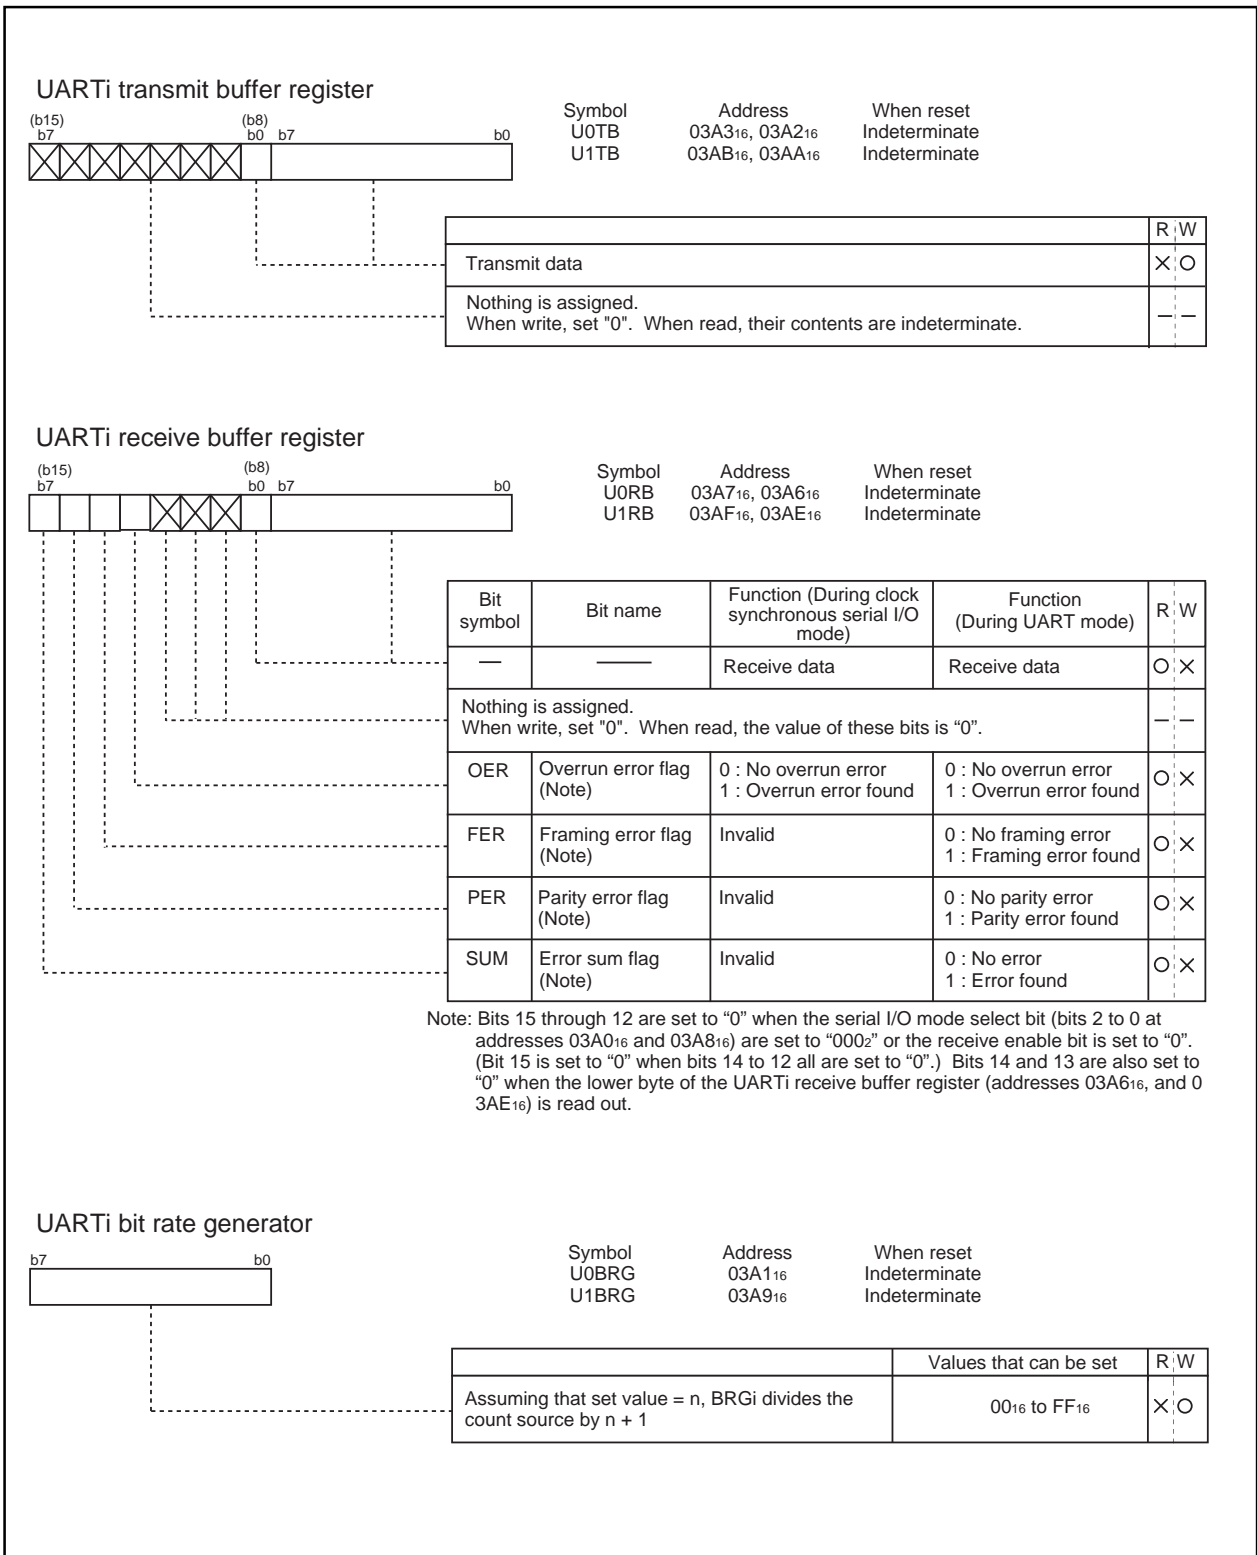 UARTi transmit buffer register
(b15) (b8)
b7 b0 b7 b0
Symbol Address When reset
U0TB 03A316, 03A216 Indeterminate
U1TB 03AB16, 03AA16 Indeterminate
R W
Transmit data X O
Nothing is assigned.
When write, set "0". When read, their contents are indeterminate. – –
UARTi receive buffer register
(b15) (b8)
b7 b0 b7 b0
Symbol Address When reset
U0RB 03A716, 03A616 Indeterminate
U1RB 03AF16, 03AE16 Indeterminate
Bit symbol Bit name Function (During clock synchronous serial I/O mode) Function (During UART mode) R W
— — Receive data Receive data O X
Nothing is assigned.
When write, set "0". When read, the value of these bits is “0”. – –
OER Overrun error flag 0 : No overrun error 0 : No overrun error O X
(Note) 1 : Overrun error found 1 : Overrun error found
FER Framing error flag Invalid 0 : No framing error O X
(Note) 1 : Framing error found
PER Parity error flag Invalid 0 : No parity error O X
(Note) 1 : Parity error found
SUM Error sum flag Invalid 0 : No error O X
(Note) 1 : Error found
Note: Bits 15 through 12 are set to “0” when the serial I/O mode select bit (bits 2 to 0 at
addresses 03A016 and 03A816) are set to “0002” or the receive enable bit is set to “0”.
(Bit 15 is set to “0” when bits 14 to 12 all are set to “0”.) Bits 14 and 13 are also set to
“0” when the lower byte of the UARTi receive buffer register (addresses 03A616, and 0
3AE16) is read out.
UARTi bit rate generator
b7 b0
Symbol Address When reset
U0BRG 03A116 Indeterminate
U1BRG 03A916 Indeterminate
Values that can be set R W
Assuming that set value = n, BRGi divides the
count source by n + 1 0016 to FF16 X O